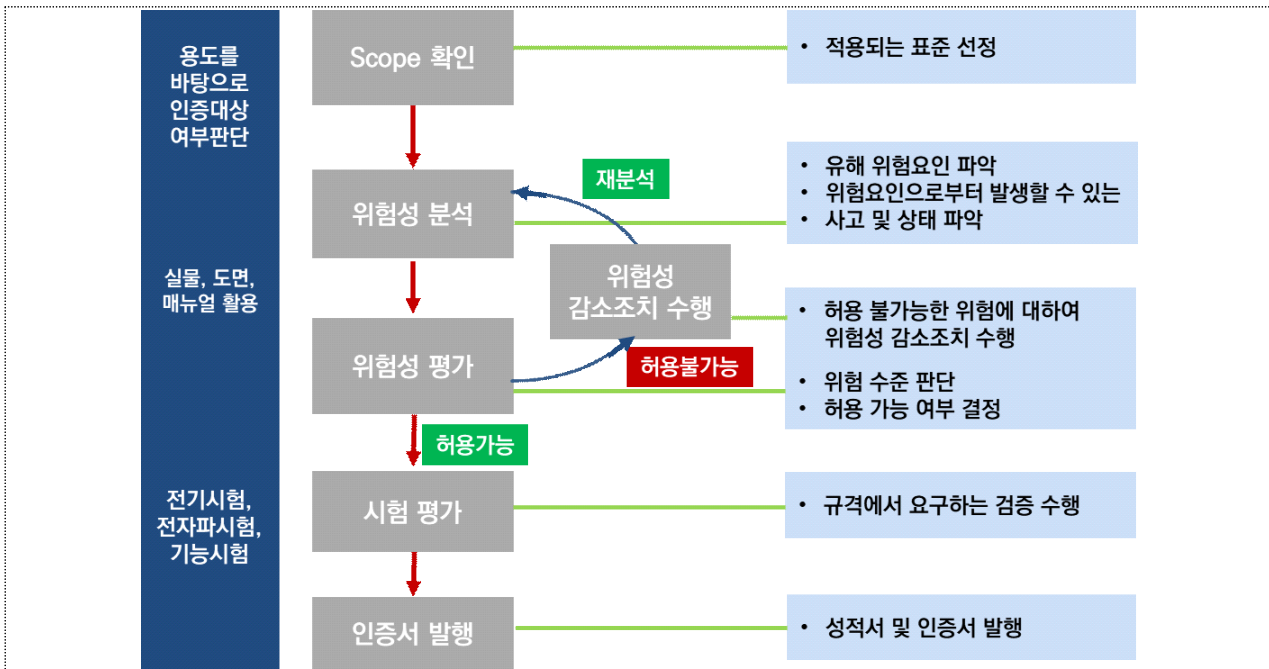 용도를
바탕으로
인증대상
여부판단
Scope 확인
• 적용되는 표준 선정
재분석
위험성 분석
• 유해 위험요인 파악
• 위험요인으로부터 발생할 수 있는
• 사고 및 상태 파악
실물, 도면,
매뉴얼 활용
위험성
감소조치 수행
• 허용 불가능한 위험에 대하여
위험성 감소조치 수행
위험성 평가
허용불가능
• 위험 수준 판단
• 허용 가능 여부 결정
허용가능
전기시험,
전자파시험,
기능시험
시험 평가
• 규격에서 요구하는 검증 수행
인증서 발행
• 성적서 및 인증서 발행